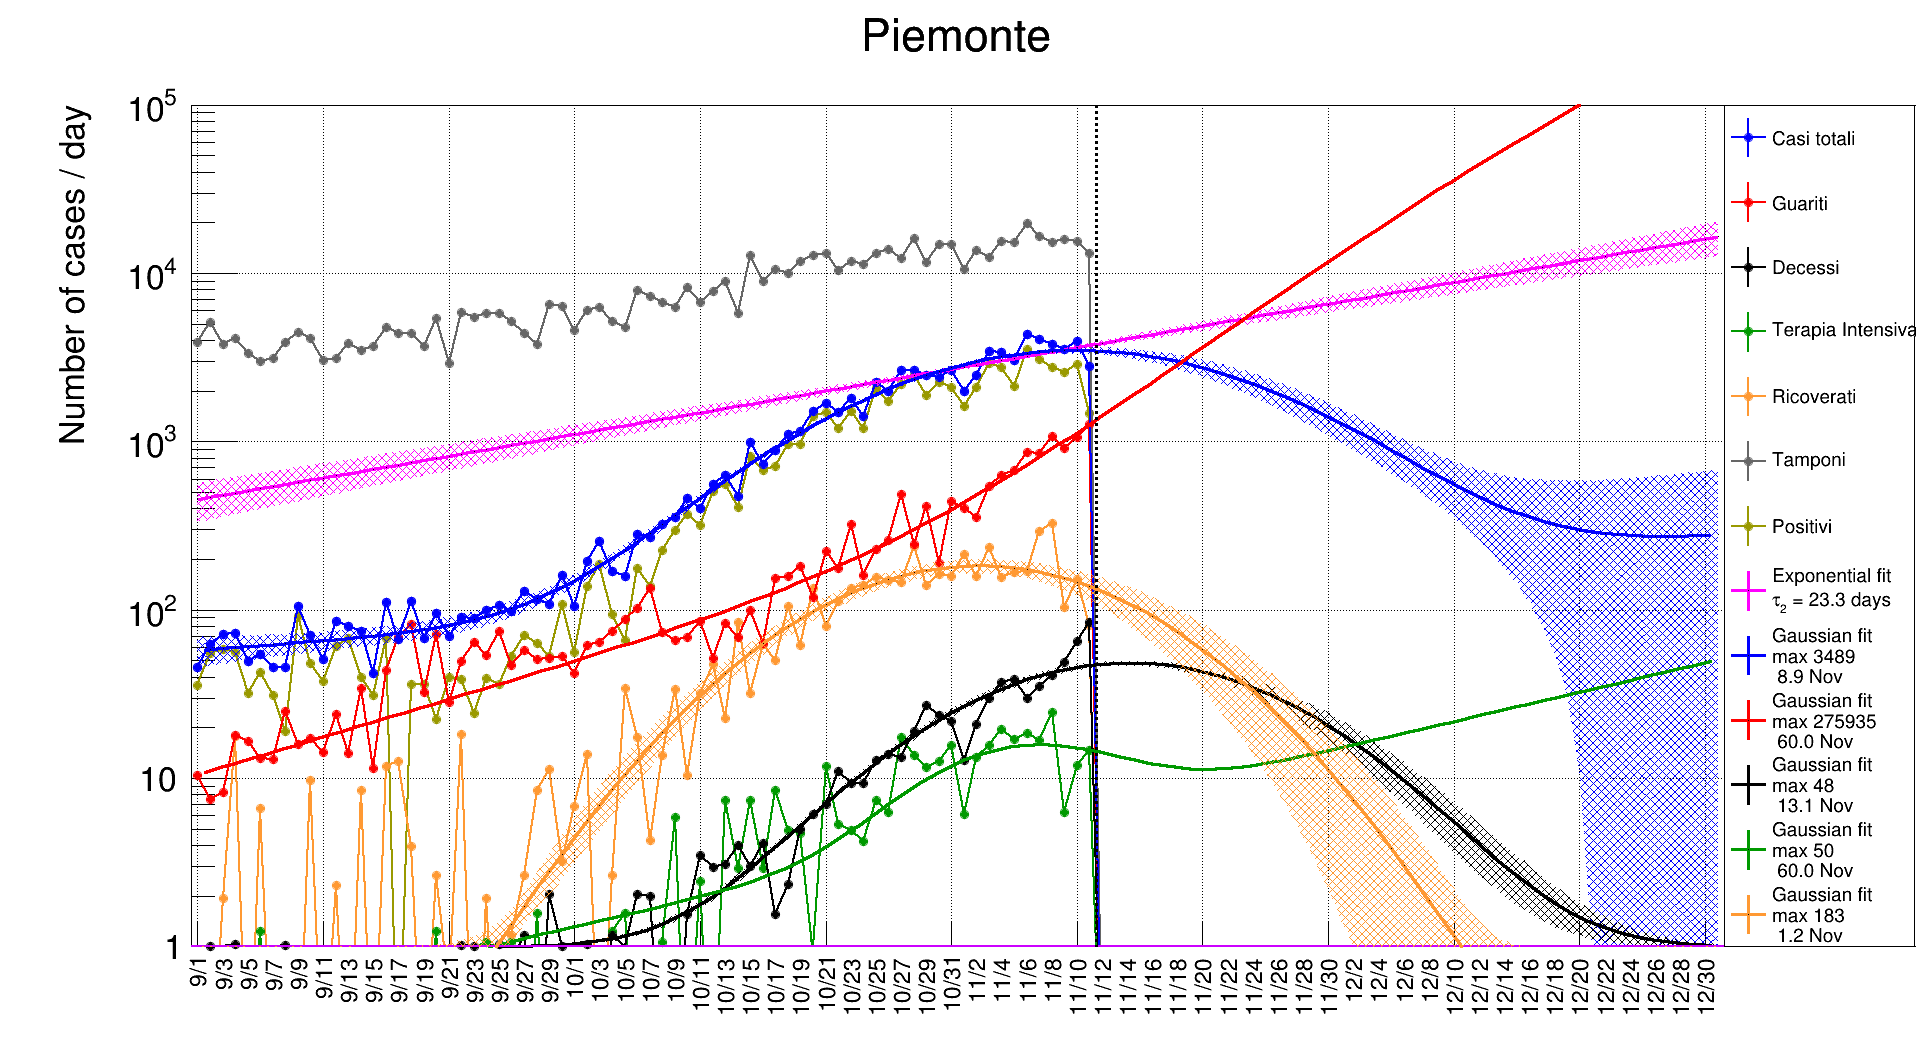 Piemonte
Number of cases / day
10⁵
10⁴
10³
10²
10
1
9/1
9/3
9/5
9/7
9/9
9/11
9/13
9/15
9/17
9/19
9/21
9/23
9/25
9/27
9/29
10/1
10/3
10/5
10/7
10/9
10/11
10/13
10/15
10/17
10/19
10/21
10/23
10/25
10/27
10/29
10/31
11/2
11/4
11/6
11/8
11/10
11/12
11/14
11/16
11/18
11/20
11/22
11/24
11/26
11/28
11/30
12/2
12/4
12/6
12/8
12/10
12/12
12/14
12/16
12/18
12/20
12/22
12/24
12/26
12/28
12/30
Casi totali
Guariti
Decessi
Terapia Intensiva
Ricoverati
Tamponi
Positivi
Exponential fit
τ₂ = 23.3 days
Gaussian fit
max 3489
8.9 Nov
Gaussian fit
max 275935
60.0 Nov
Gaussian fit
max 48
13.1 Nov
Gaussian fit
max 50
60.0 Nov
Gaussian fit
max 183
1.2 Nov